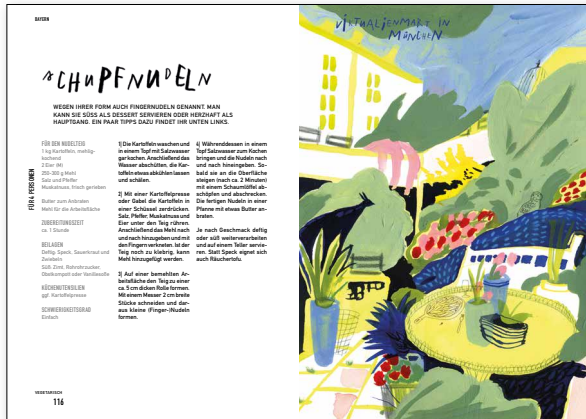 BAYERN
SCHUPFNUDELN
WEGEN IHRER FORM AUCH FINGERNUDELN GENANNT. MAN
KANN SIE SÜSS ALS DESSERT SERVIEREN ODER HERZHAFT ALS
HAUPTGANG. EIN PAAR TIPPS DAZU FINDET IHR UNTEN LINKS.
FÜR 4 PERSONEN
FÜR DEN NUDELTEIG
1 kg Kartoffeln, mehlig-
kochend
2 Eier (M)
250–300 g Mehl
Salz und Pfeffer
Muskatnuss, frisch gerieben
Butter zum Anbraten
Mehl für die Arbeitsfläche
ZUBEREITUNGSZEIT
ca. 1 Stunde
BEILAGEN
Deftig: Speck, Sauerkraut und
Zwiebeln
Süß: Zimt, Rohrohrzucker,
Obstkompott oder Vanillesoße
KÜCHENUTENSILIEN
ggf. Kartoffelpresse
SCHWIERIGKEITSGRAD
Einfach
1) Die Kartoffeln waschen und
in einem Topf mit Salzwasser
gar kochen. Anschließend das
Wasser abschütten, die Kar-
toffeln etwas abkühlen lassen
und schälen.
2) Mit einer Kartoffelpresse
oder Gabel die Kartoffeln in
einer Schüssel zerdrücken.
Salz, Pfeffer, Muskatnuss und
Eier unter den Teig rühren.
Anschließend das Mehl nach
und nach hinzugeben und mit
den Fingern verkneten. Ist der
Teig noch zu klebrig, kann
Mehl hinzugefügt werden.
3) Auf einer bemehlten Ar-
beitsfläche den Teig zu einer
ca. 5 cm dicken Rolle formen.
Mit einem Messer 2 cm breite
Stücke schneiden und dar-
aus kleine (Finger-)Nudeln
formen.
4) Währenddessen in einem
Topf Salzwasser zum Kochen
bringen und die Nudeln nach
und nach hineingeben. So-
bald sie an die Oberfläche
steigen (nach ca. 2 Minuten)
mit einem Schaumlöffel ab-
schöpfen und abschrecken.
Die fertigen Nudeln in einer
Pfanne mit etwas Butter an-
braten.
Je nach Geschmack deftig
oder süß weiterverarbeiten
und auf einem Teller servie-
ren. Statt Speck eignet sich
auch Räuchertofu.
VEGETARISCH
116
VIKTUALIENMARKT IN
MÜNCHEN